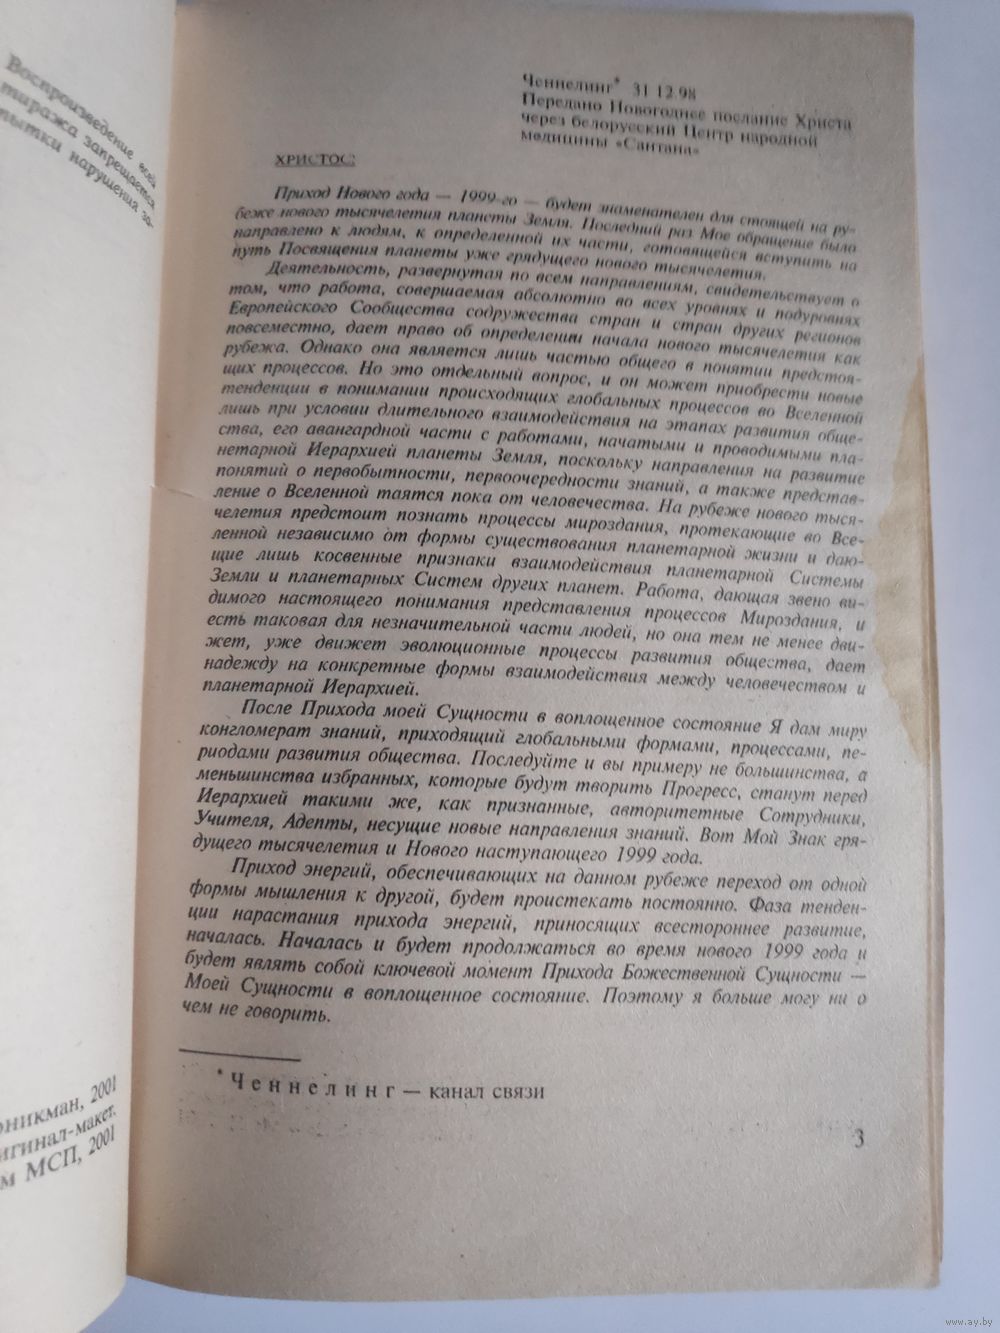 Воспроизведение всей
тиража запрещается
пытки нарушения за-
рникман, 2001
игинал-макет.
м МСП, 2001
Ченнелинг* 31 12 98
Передано Новогоднее послание Христа
через белорусский Центр народной
медицины «Сантана»
ХРИСТОС:
Приход Нового года — 1999-го — будет знаменателен для стоящей на ру-
беже нового тысячелетия планеты Земля. Последний раз Мое обращение было
направлено к людям, к определенной их части, готовящейся вступить на
путь Посвящения планеты уже грядущего нового тысячелетия.
Деятельность, развернутая по всем направлениям, свидетельствует о
том, что работа, совершаемая абсолютно во всех уровнях и подуровнях
Европейского Сообщества содружества стран и стран других регионов
повсеместно, дает право об определении начала нового тысячелетия как
рубежа. Однако она является лишь частью общего в понятии предстоя-
щих процессов. Но это отдельный вопрос, и он может приобрести новые
тенденции в понимании происходящих глобальных процессов во Вселенной
лишь при условии длительного взаимодействия на этапах развития обще-
ства, его авангардной части с работами, начатыми и проводимыми пла-
нетарной Иерархией планеты Земля, поскольку направления на развитие
понятий о первобытности, первоочередности знаний, а также представ-
ление о Вселенной таятся пока от человечества. На рубеже нового тыся-
челетия предстоит познать процессы мироздания, протекающие во Все-
ленной независимо от формы существования планетарной жизни и даю-
щие лишь косвенные признаки взаимодействия планетарной Системы
Земли и планетарных Систем других планет. Работа, дающая звено ви-
димого настоящего понимания представления процессов Мироздания, и
есть таковая для незначительной части людей, но она тем не менее дви-
жет, уже движет эволюционные процессы развития общества, дает
надежду на конкретные формы взаимодействия между человечеством и
планетарной Иерархией.
После Прихода моей Сущности в воплощенное состояние Я дам миру
конгломерат знаний, приходящий глобальными формами, процессами, пе-
риодами развития общества. Последуйте и вы примеру не большинства, а
меньшинства избранных, которые будут творить Прогресс, станут перед
Иерархией такими же, как признанные, авторитетные Сотрудники,
Учителя, Адепты, несущие новые направления знаний. Вот Мой Знак гря-
дущего тысячелетия и Нового наступающего 1999 года.
Приход энергий, обеспечивающих на данном рубеже переход от одной
формы мышления к другой, будет проистекать постоянно. Фаза тенден-
ции нарастания прихода энергий, приносящих всестороннее развитие,
началась. Началась и будет продолжаться во время нового 1999 года и
будет являть собой ключевой момент Прихода Божественной Сущности —
Моей Сущности в воплощенное состояние. Поэтому я больше могу ни о
чем не говорить.
* Ченнелинг — канал связи
3
www.ay.by